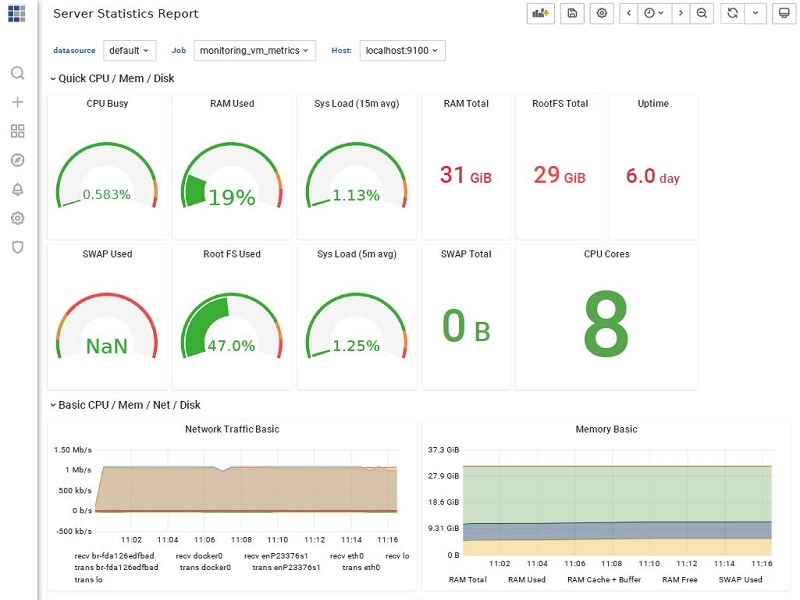 Server Statistics Report
datasource default Job monitoring_vm_metrics Host: localhost:9100
Quick CPU / Mem / Disk
CPU Busy RAM Used Sys Load (15m avg) RAM Total RootFS Total Uptime
0.583% 19% 1.13% 31 GiB 29 GiB 6.0 day
SWAP Used Root FS Used Sys Load (5m avg) SWAP Total CPU Cores
NaN 47.0% 1.25% 0 B 8
Basic CPU / Mem / Net / Disk
Network Traffic Basic
1.50 Mb/s
1 Mb/s
500 kb/s
0 b/s
-500 kb/s
11:02 11:04 11:06 11:08 11:10 11:12 11:14 11:16
recv br-fda126edfbad recv docker0 recv enP23376s1 recv eth0 recv lo
trans br-fda126edfbad trans docker0 trans enP23376s1 trans eth0
trans lo
Memory Basic
37.3 GiB
27.9 GiB
18.6 GiB
9.31 GiB
0 B
11:02 11:04 11:06 11:08 11:10 11:12 11:14 11:16
RAM Total RAM Used RAM Cache + Buffer RAM Free SWAP Used